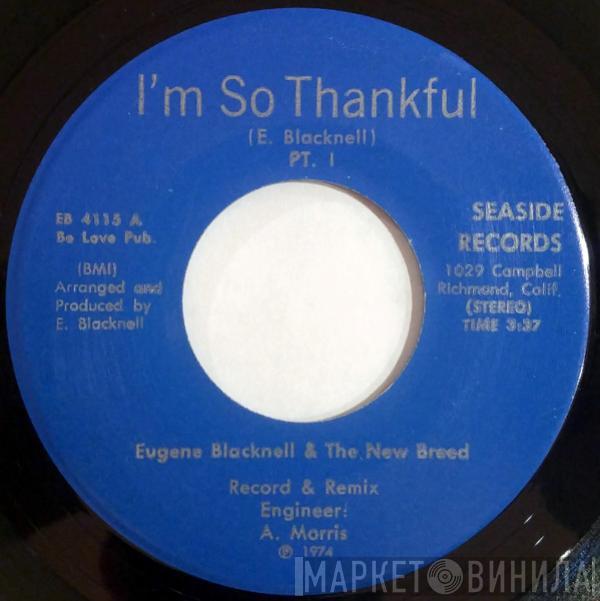 I'm So Thankful
(E. Blacknell)
PT. I
EB 4115 A
Be Love Pub.
(BMI)
Arranged and
Produced by
E. Blacknell
SEASIDE
RECORDS
1029 Campbell
Richmond, Calif.
(STEREO)
TIME 3:37
Eugene Blacknell & The New Breed
Record & Remix
Engineer:
A. Morris
℗ 1974
МАРКЕТ ВИНИЛА